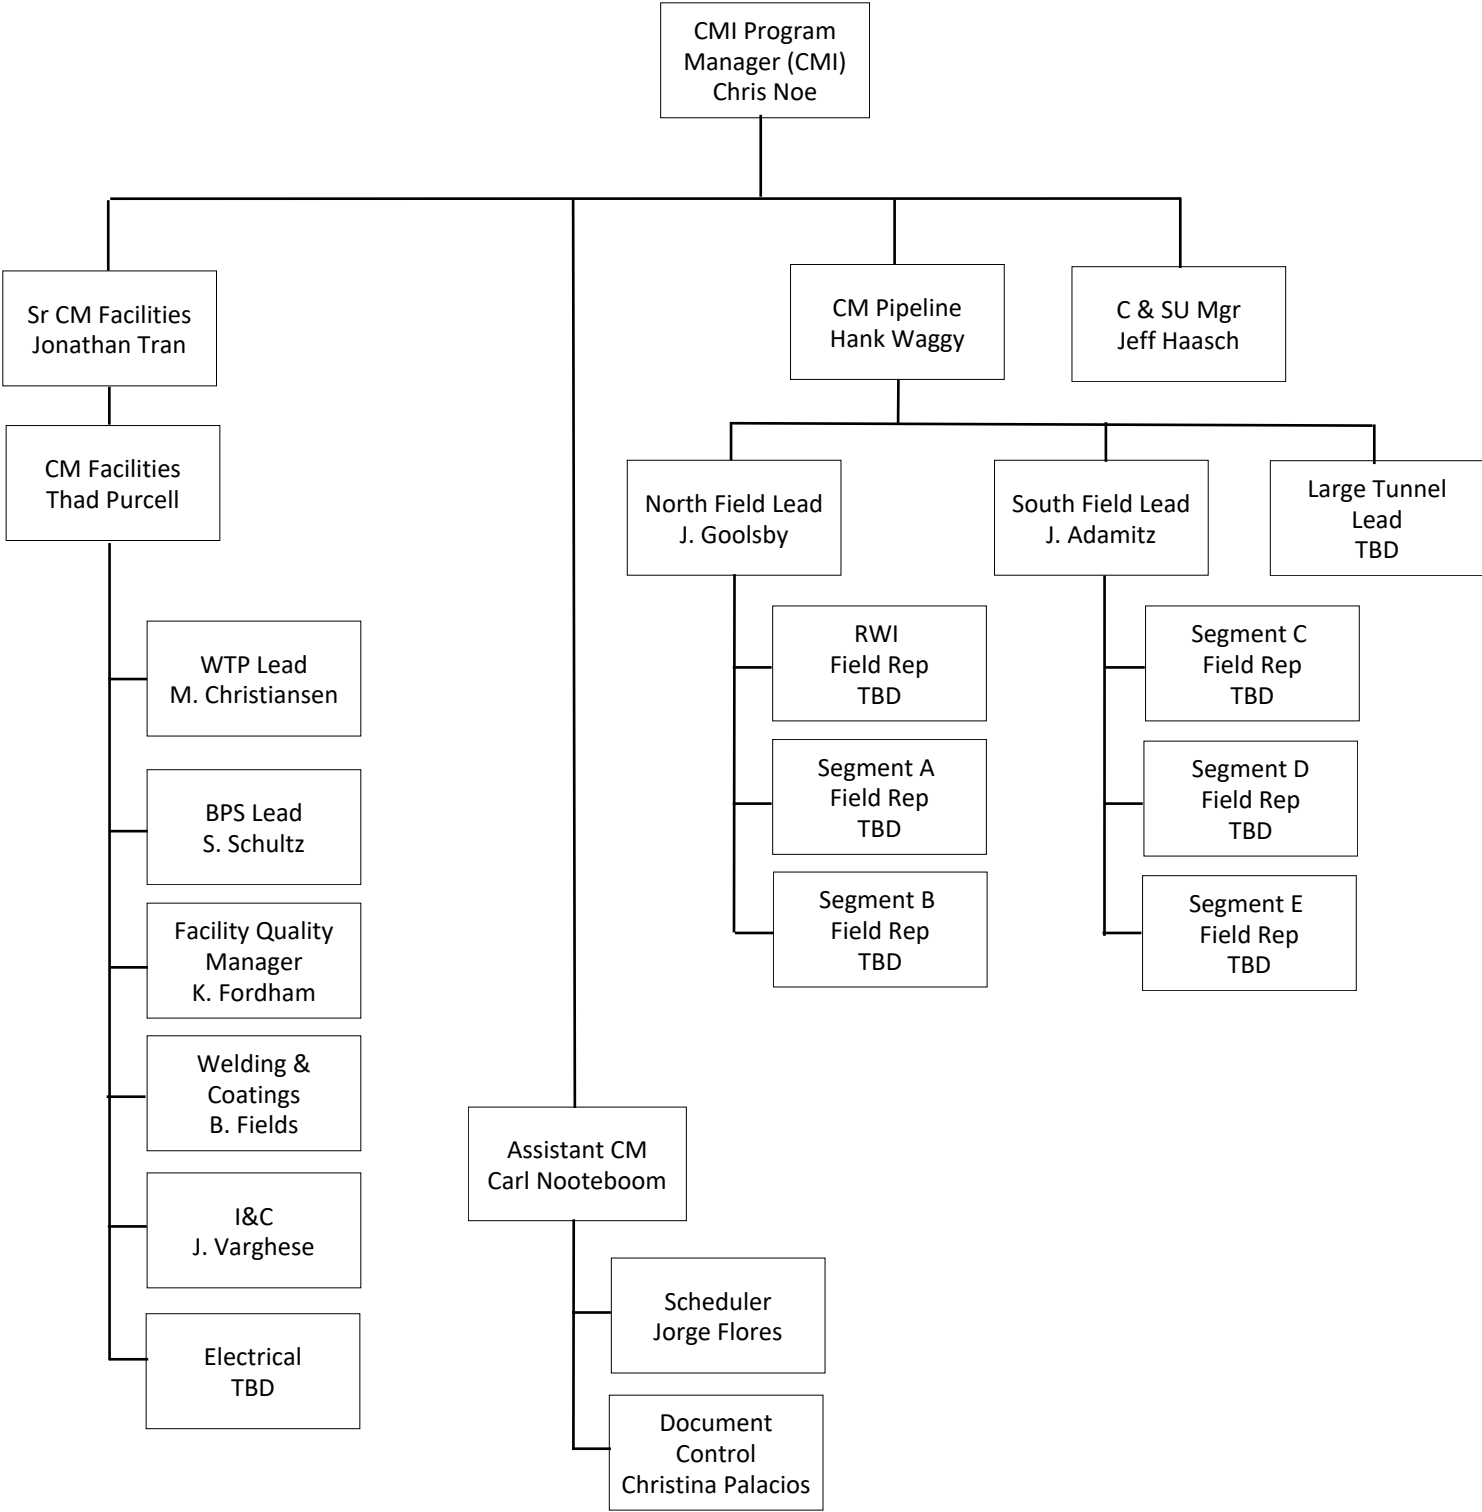 CMI Program
Manager (CMI)
Chris Noe
Sr CM Facilities
Jonathan Tran
CM Pipeline
Hank Waggy
C & SU Mgr
Jeff Haasch
CM Facilities
Thad Purcell
North Field Lead
J. Goolsby
South Field Lead
J. Adamitz
Large Tunnel
Lead
TBD
WTP Lead
M. Christiansen
BPS Lead
S. Schultz
Facility Quality
Manager
K. Fordham
Welding &
Coatings
B. Fields
I&C
J. Varghese
Electrical
TBD
RWI
Field Rep
TBD
Segment A
Field Rep
TBD
Segment B
Field Rep
TBD
Segment C
Field Rep
TBD
Segment D
Field Rep
TBD
Segment E
Field Rep
TBD
Assistant CM
Carl Nooteboom
Scheduler
Jorge Flores
Document
Control
Christina Palacios